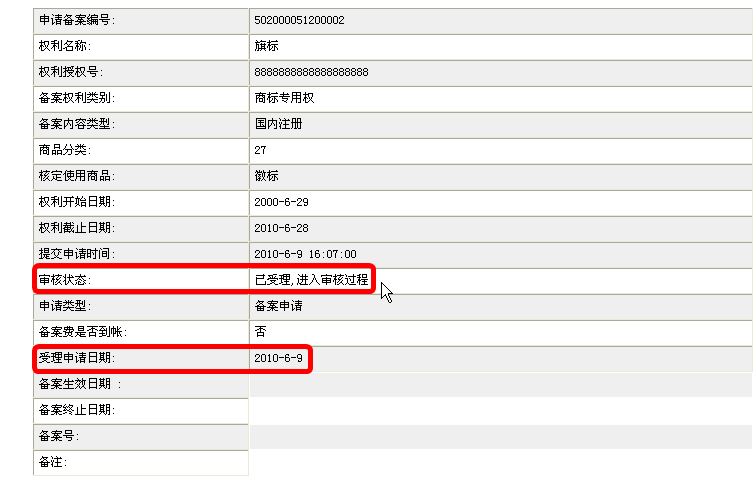 申请备案编号: 502000051200002
权利名称: 旗标
权利授权号: 8888888888888888888
备案权利类别: 商标专用权
备案内容类型: 国内注册
商品分类: 27
核定使用商品: 徽标
权利开始日期: 2000-6-29
权利截止日期: 2010-6-28
提交申请时间: 2010-6-9 16:07:00
审核状态: 已受理,进入审核过程
申请类型: 备案申请
备案费是否到帐: 否
受理申请日期: 2010-6-9
备案生效日期 :
备案终止日期:
备案号:
备注: